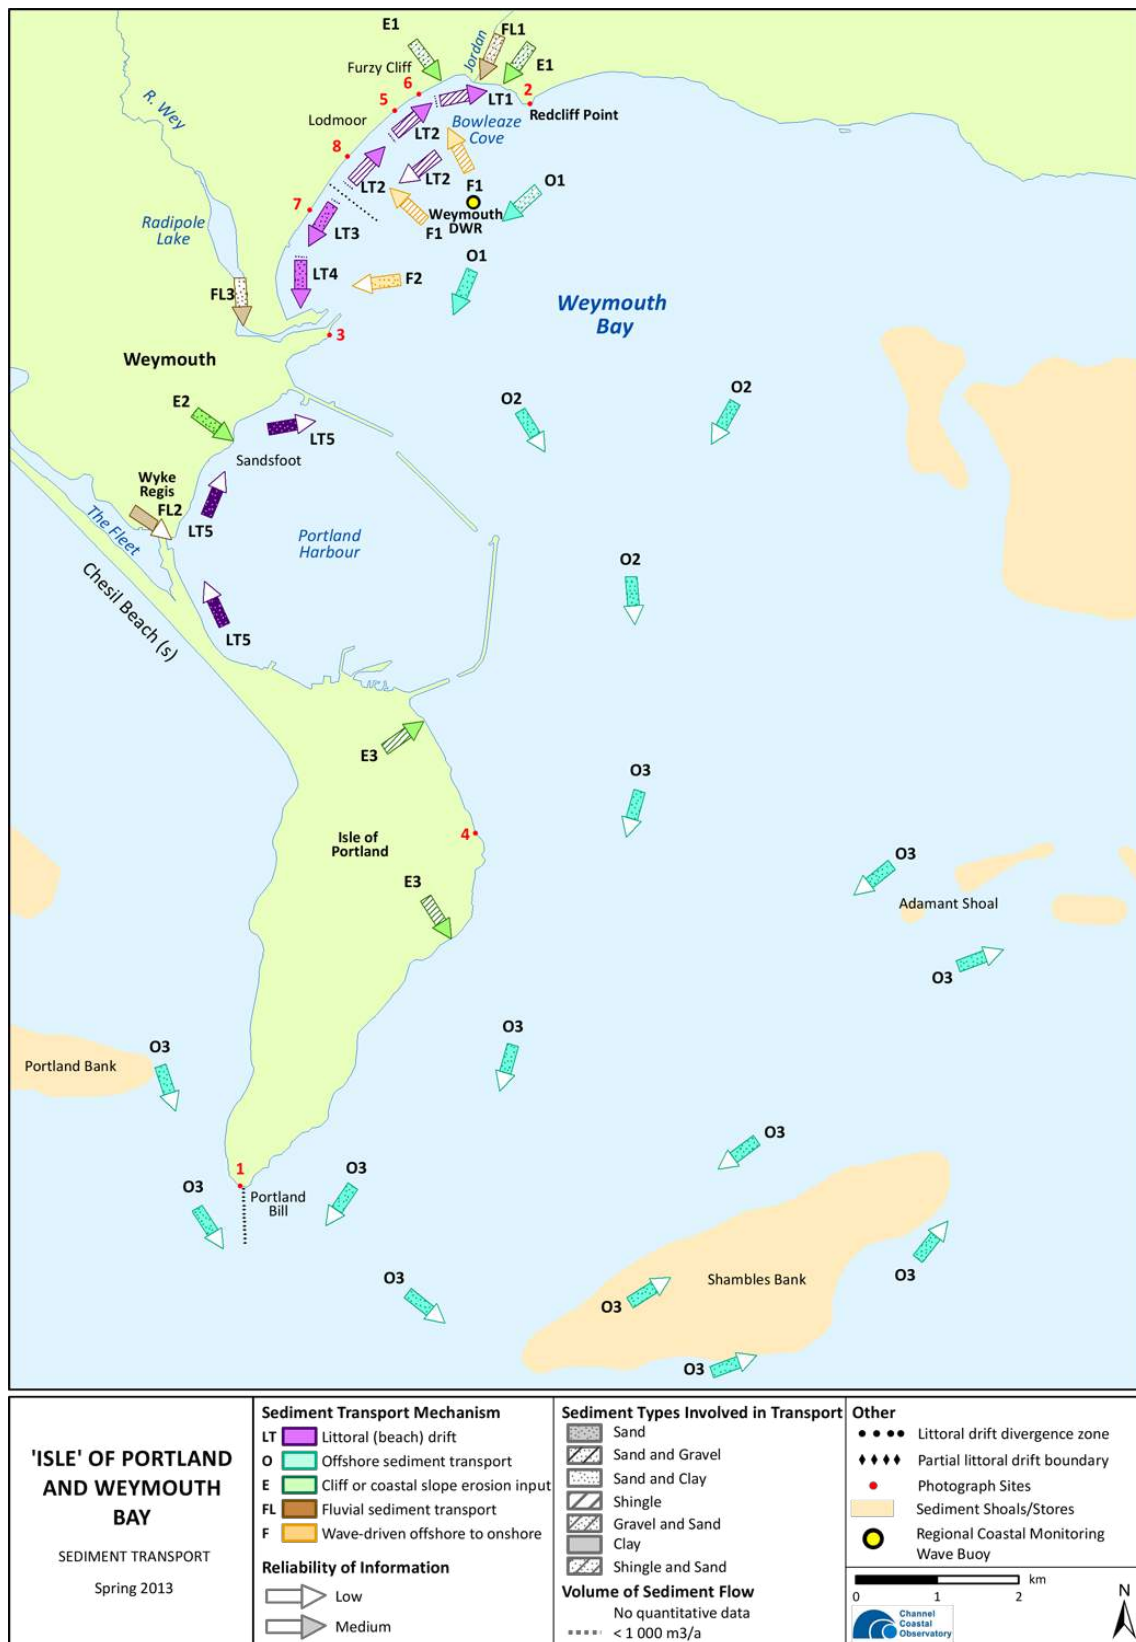 E1
FL1
Jordan
E1
Furzy Cliff
6
5
LT1
2
Redcliff Point
R. Wey
Lodmoor
LT2
Bowleaze
Cove
8
LT2
LT2
F1
O1
7
Weymouth
DWR
F1
Radipole
Lake
LT3
O1
LT4
F2
FL3
Weymouth
Bay
3
Weymouth
E2
O2
O2
LT5
Sandsfoot
Wyke
Regis
FL2
The Fleet
LT5
Portland
Harbour
O2
Chesil Beach (s)
LT5
E3
O3
4
Isle of
Portland
O3
E3
Adamant Shoal
O3
O3
O3
Portland Bank
O3
1
O3
O3
Portland
Bill
O3
Shambles Bank
O3
O3
O3
'ISLE' OF PORTLAND
AND WEYMOUTH
BAY
SEDIMENT TRANSPORT
Spring 2013
Sediment Transport Mechanism
LT Littoral (beach) drift
O Offshore sediment transport
E Cliff or coastal slope erosion input
FL Fluvial sediment transport
F Wave-driven offshore to onshore
Reliability of Information
Low
Medium
Sediment Types Involved in Transport
Sand
Sand and Gravel
Sand and Clay
Shingle
Gravel and Sand
Clay
Shingle and Sand
Volume of Sediment Flow
No quantitative data
< 1 000 m3/a
Other
Littoral drift divergence zone
Partial littoral drift boundary
Photograph Sites
Sediment Shoals/Stores
Regional Coastal Monitoring
Wave Buoy
km
0 1 2
N
Channel
Coastal
Observatory